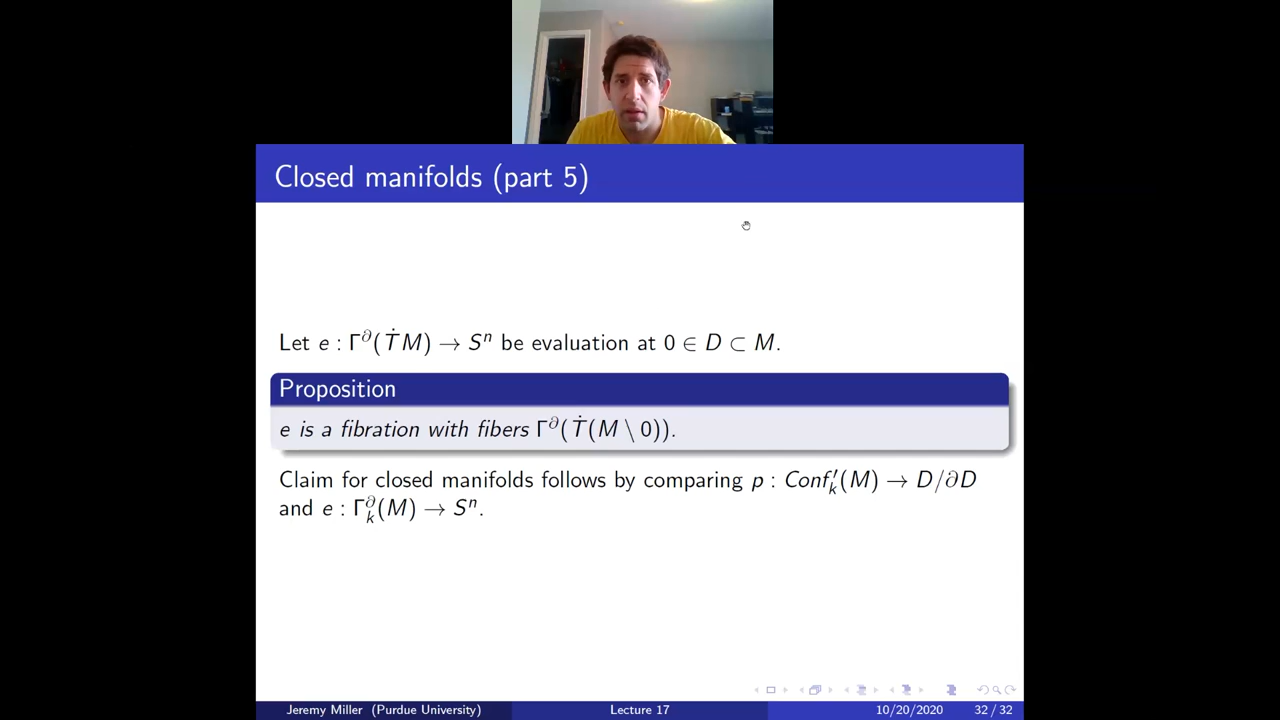 Closed manifolds (part 5)
Let e : Γ^∂(ṪM) → Sⁿ be evaluation at 0 ∈ D ⊂ M.
Proposition
e is a fibration with fibers Γ^∂(Ṫ(M \ 0)).
Claim for closed manifolds follows by comparing p : Conf′_k(M) → D/∂D
and e : Γ^∂_k(M) → Sⁿ.
Jeremy Miller (Purdue University) Lecture 17 10/20/2020 32 / 32